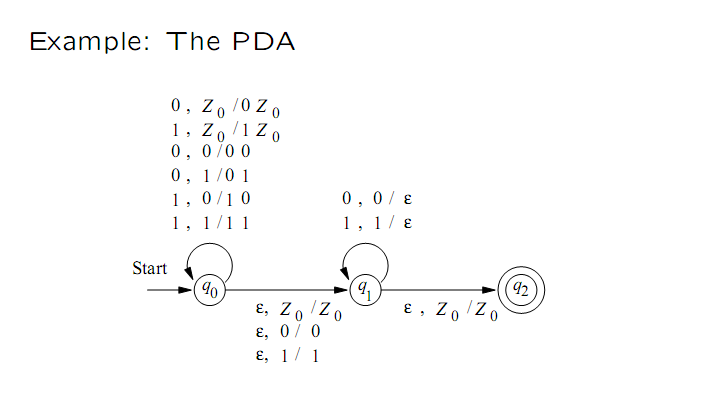 Example: The PDA
0 , Z0 /0 Z0
1 , Z0 /1 Z0
0 , 0 /0 0
0 , 1 /0 1
1 , 0 /1 0
1 , 1 /1 1
0 , 0 / ε
1 , 1 / ε
Start
q0
q1
q2
ε, Z0 /Z0
ε, 0 / 0
ε, 1 / 1
ε , Z0 /Z0